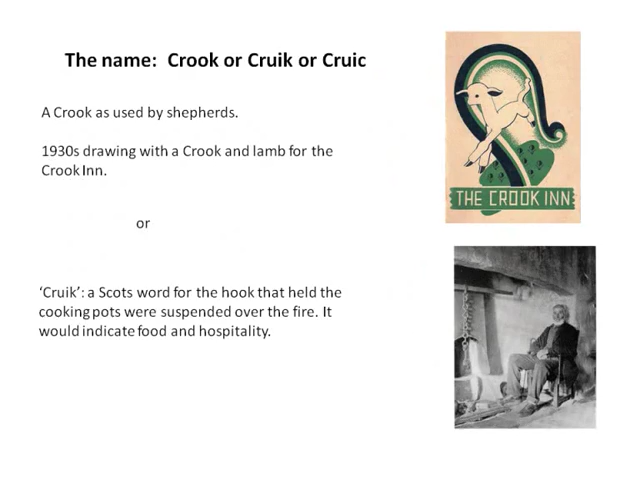 The name:  Crook or Cruik or Cruic
A Crook as used by shepherds.
1930s drawing with a Crook and lamb for the
Crook Inn.
or
‘Cruik’: a Scots word for the hook that held the
cooking pots were suspended over the fire. It
would indicate food and hospitality.
THE CROOK INN